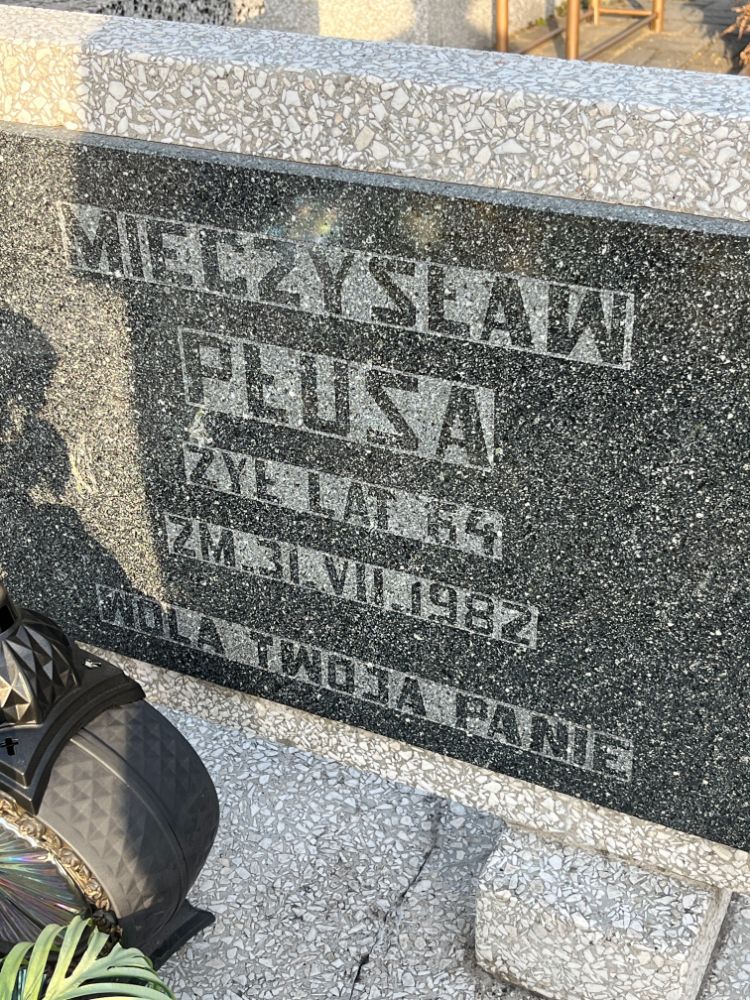 MIECZYSŁAW
PŁUSA
ŻYŁ LAT 64
ZM. 31.VII.1982
WOLA TWOJA PANIE